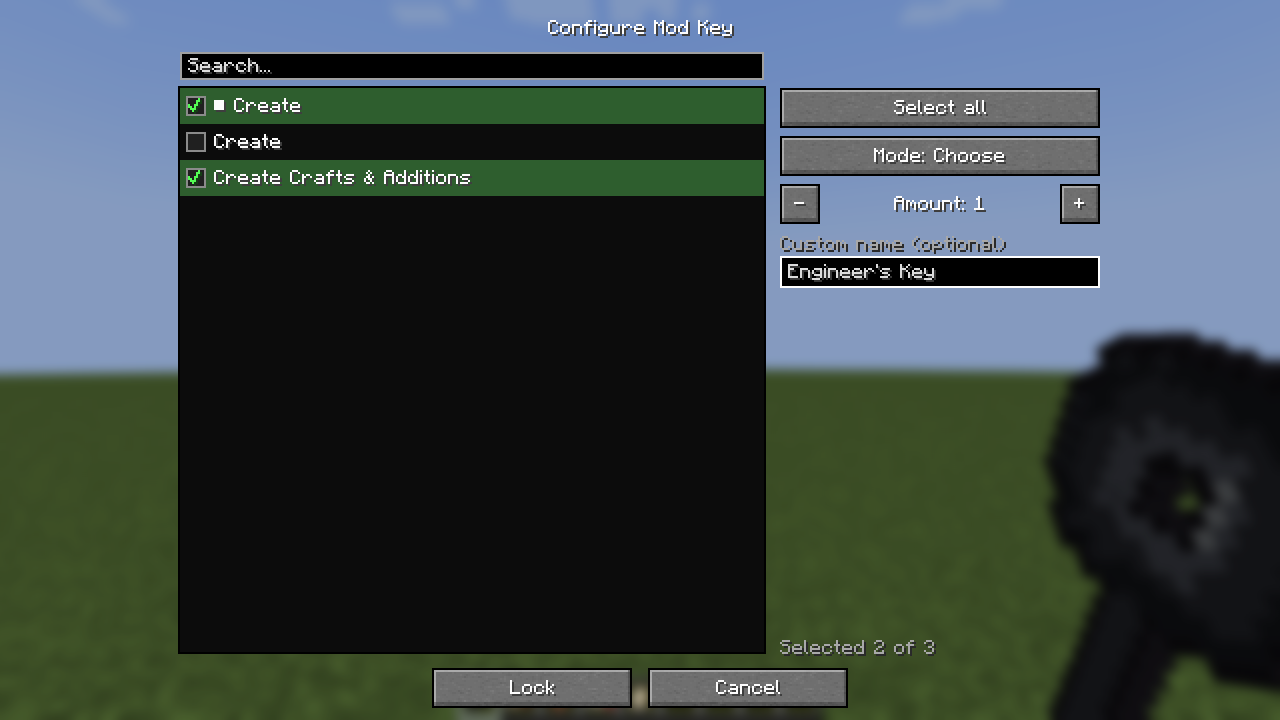 Configure Mod Key
Search...
■ Create
Create
Create Crafts & Additions
Select all
Mode: Choose
- Amount: 1 +
Custom name (optional)
Engineer's Key
Selected 2 of 3
Lock
Cancel